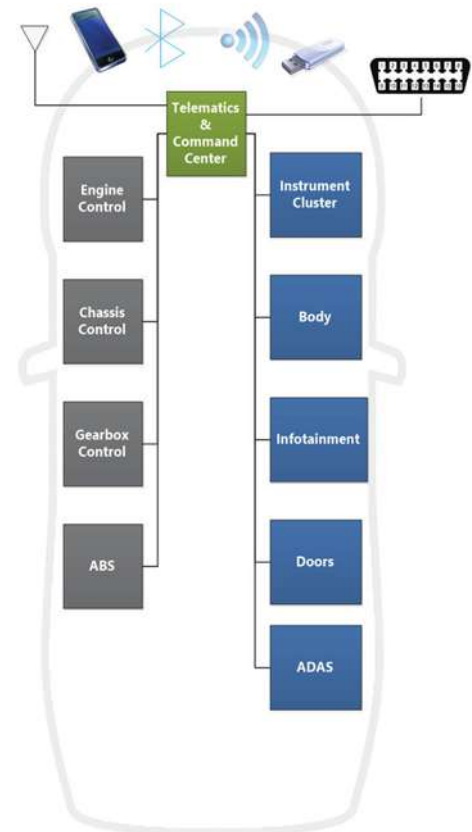 Telematics
&
Command
Center
Engine
Control
Instrument
Cluster
Chassis
Control
Body
Gearbox
Control
Infotainment
ABS
Doors
ADAS